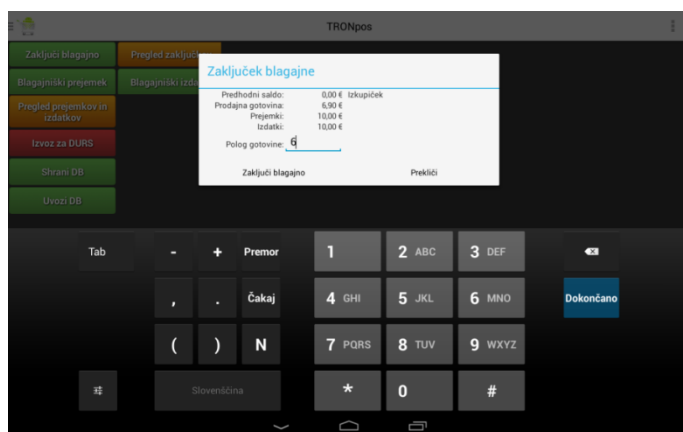 TRONpos
Zaključi blagajno
Pregled zaključ
Blagajniški prejemek
Blagajniški izda
Pregled prejemkov in
izdatkov
Izvoz za DURS
Shrani DB
Uvozi DB
Zaključek blagajne
Predhodni saldo: 0,00 € Izkupiček
Prodajna gotovina: 6,90 €
Prejemki: 10,00 €
Izdatki: 10,00 €
Polog gotovine: 6
Zaključi blagajno Prekliči
Tab - + Premor 1 2 ABC 3 DEF
, . Čakaj 4 GHI 5 JKL 6 MNO Dokončano
( ) N 7 PQRS 8 TUV 9 WXYZ
Slovenščina * 0 #